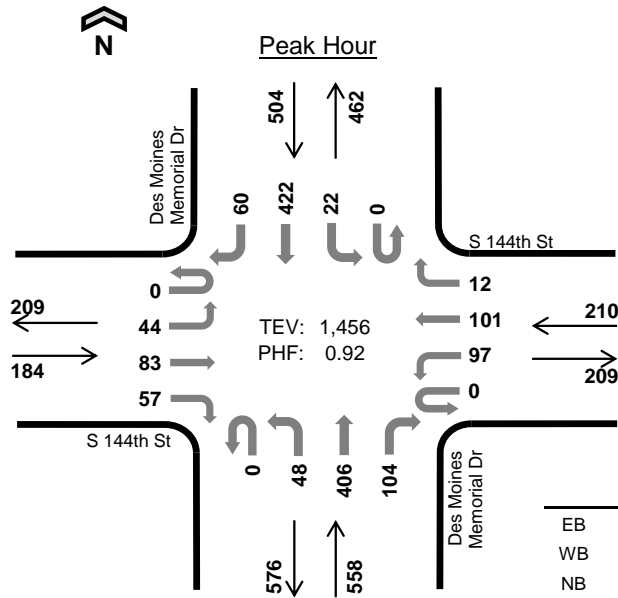 N
Peak Hour
504
462
Des Moines
Memorial Dr
60
422
22
0
S 144th St
0
12
209
44
TEV: 1,456
101
210
184
83
PHF: 0.92
97
209
57
0
S 144th St
0
48
406
104
Des Moines
Memorial Dr
576
558
EB
WB
NB